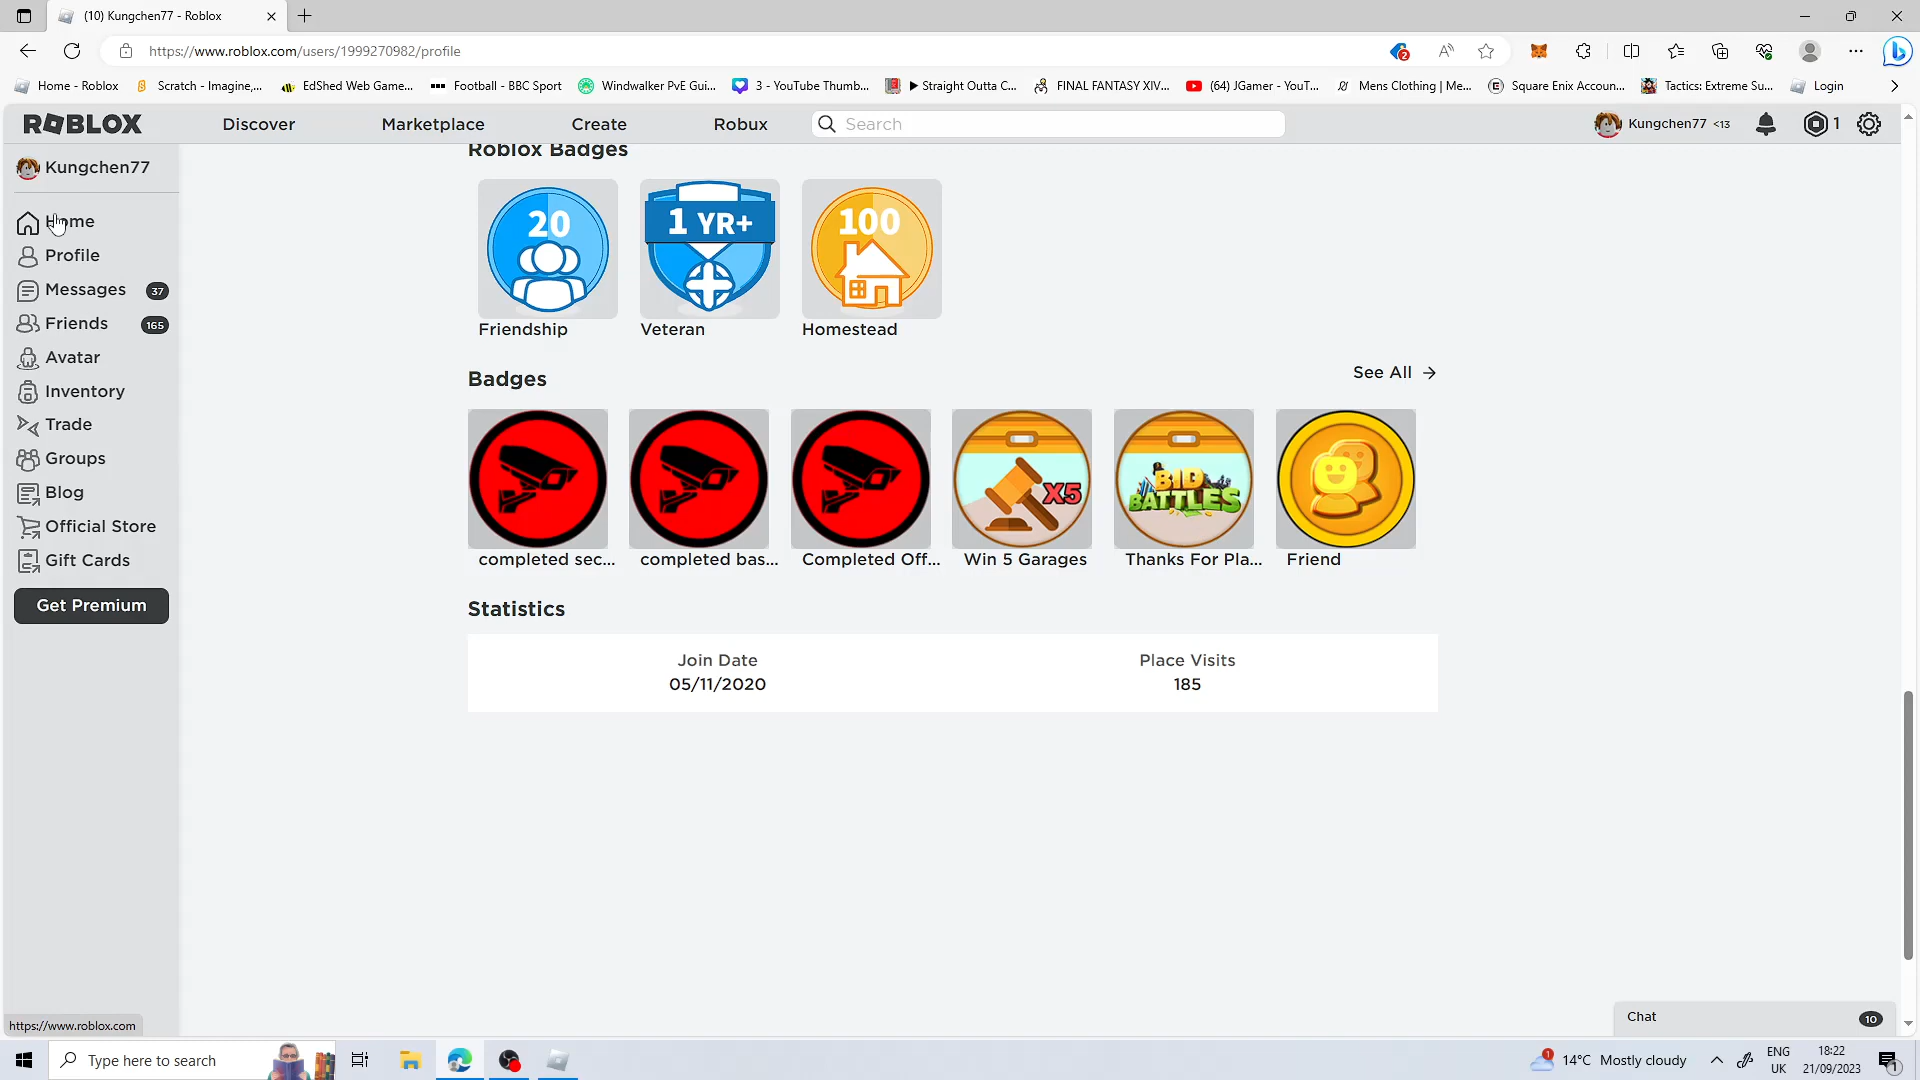 (10) Kungchen77 - Roblox
https://www.roblox.com/users/1999270982/profile
2
Home - Roblox
Scratch - Imagine,...
EdShed Web Game...
Football - BBC Sport
Windwalker PvE Gui...
3 - YouTube Thumb...
▶ Straight Outta C...
FINAL FANTASY XIV...
(64) JGamer - YouT...
Mens Clothing | Me...
Square Enix Accoun...
Tactics: Extreme Su...
Login
ROBLOX
Discover
Marketplace
Create
Robux
Search
Kungchen77 <13
1
Kungchen77
Home
Profile
Messages 37
Friends 165
Avatar
Inventory
Trade
Groups
Blog
Official Store
Gift Cards
Get Premium
Roblox Badges
20
1 YR+
100
Friendship
Veteran
Homestead
Badges
See All →
X5
BID
BATTLES
completed sec...
completed bas...
Completed Off...
Win 5 Garages
Thanks For Pla...
Friend
Statistics
Join Date
05/11/2020
Place Visits
185
Chat
10
https://www.roblox.com
Type here to search
1
14°C Mostly cloudy
ENG
UK
18:22
21/09/2023
1